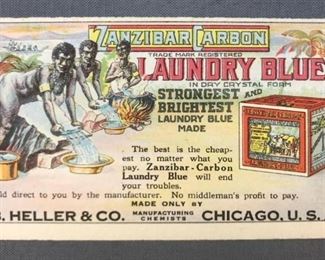 "ZANZIBAR CARBON"
TRADE MARK REGISTERED
LAUNDRY BLUE
IN DRY CRYSTAL FORM
STRONGEST AND
BRIGHTEST
LAUNDRY BLUE
MADE
The best is the cheap-
est no matter what you
pay. Zanzibar-Carbon
Laundry Blue will end
your troubles.
ld direct to you by the manufacturer. No middleman's profit to pay.
MADE ONLY BY
B. HELLER & CO. MANUFACTURING CHEMISTS CHICAGO. U. S. A